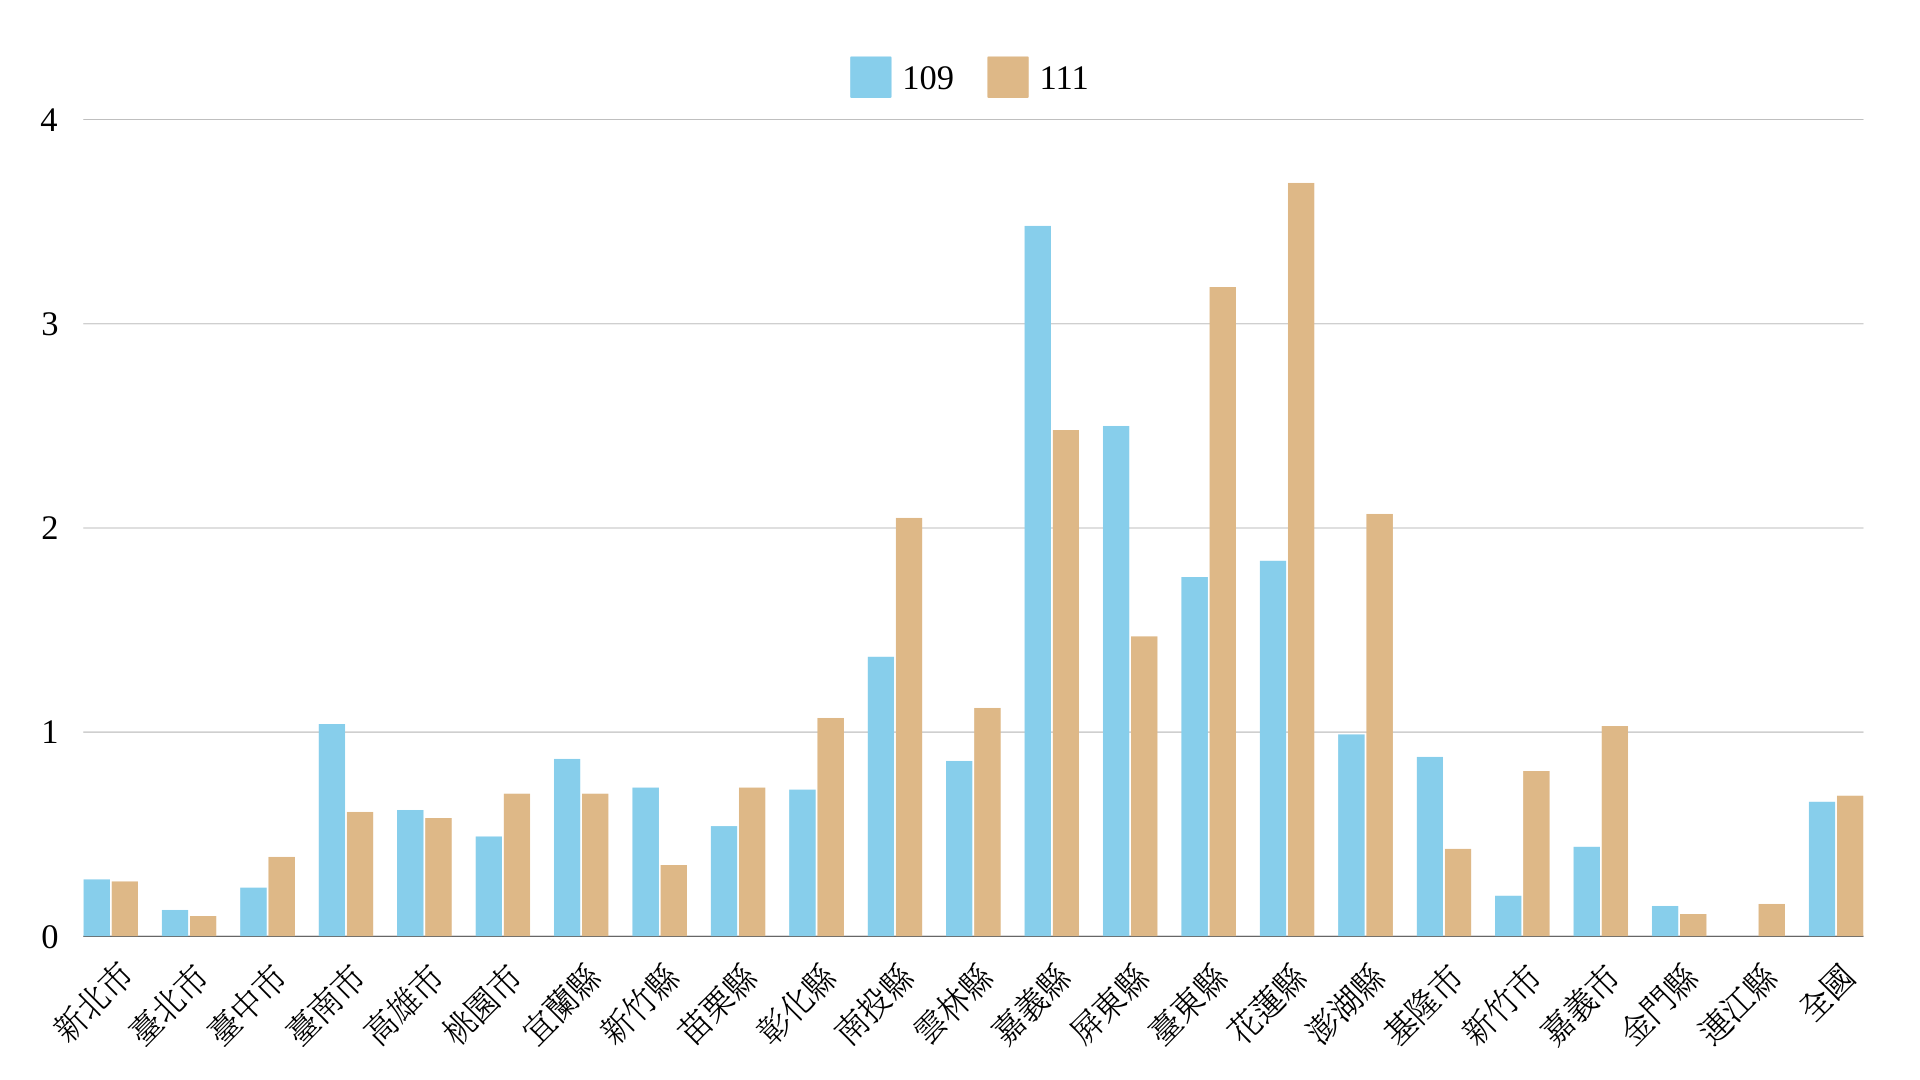 109 111
4
3
2
1
0
新北市
臺北市
臺中市
臺南市
高雄市
桃園市
宜蘭縣
新竹縣
苗栗縣
彰化縣
南投縣
雲林縣
嘉義縣
屛東縣
臺東縣
花蓮縣
澎湖縣
基隆市
新竹市
嘉義市
金門縣
連江縣
全國